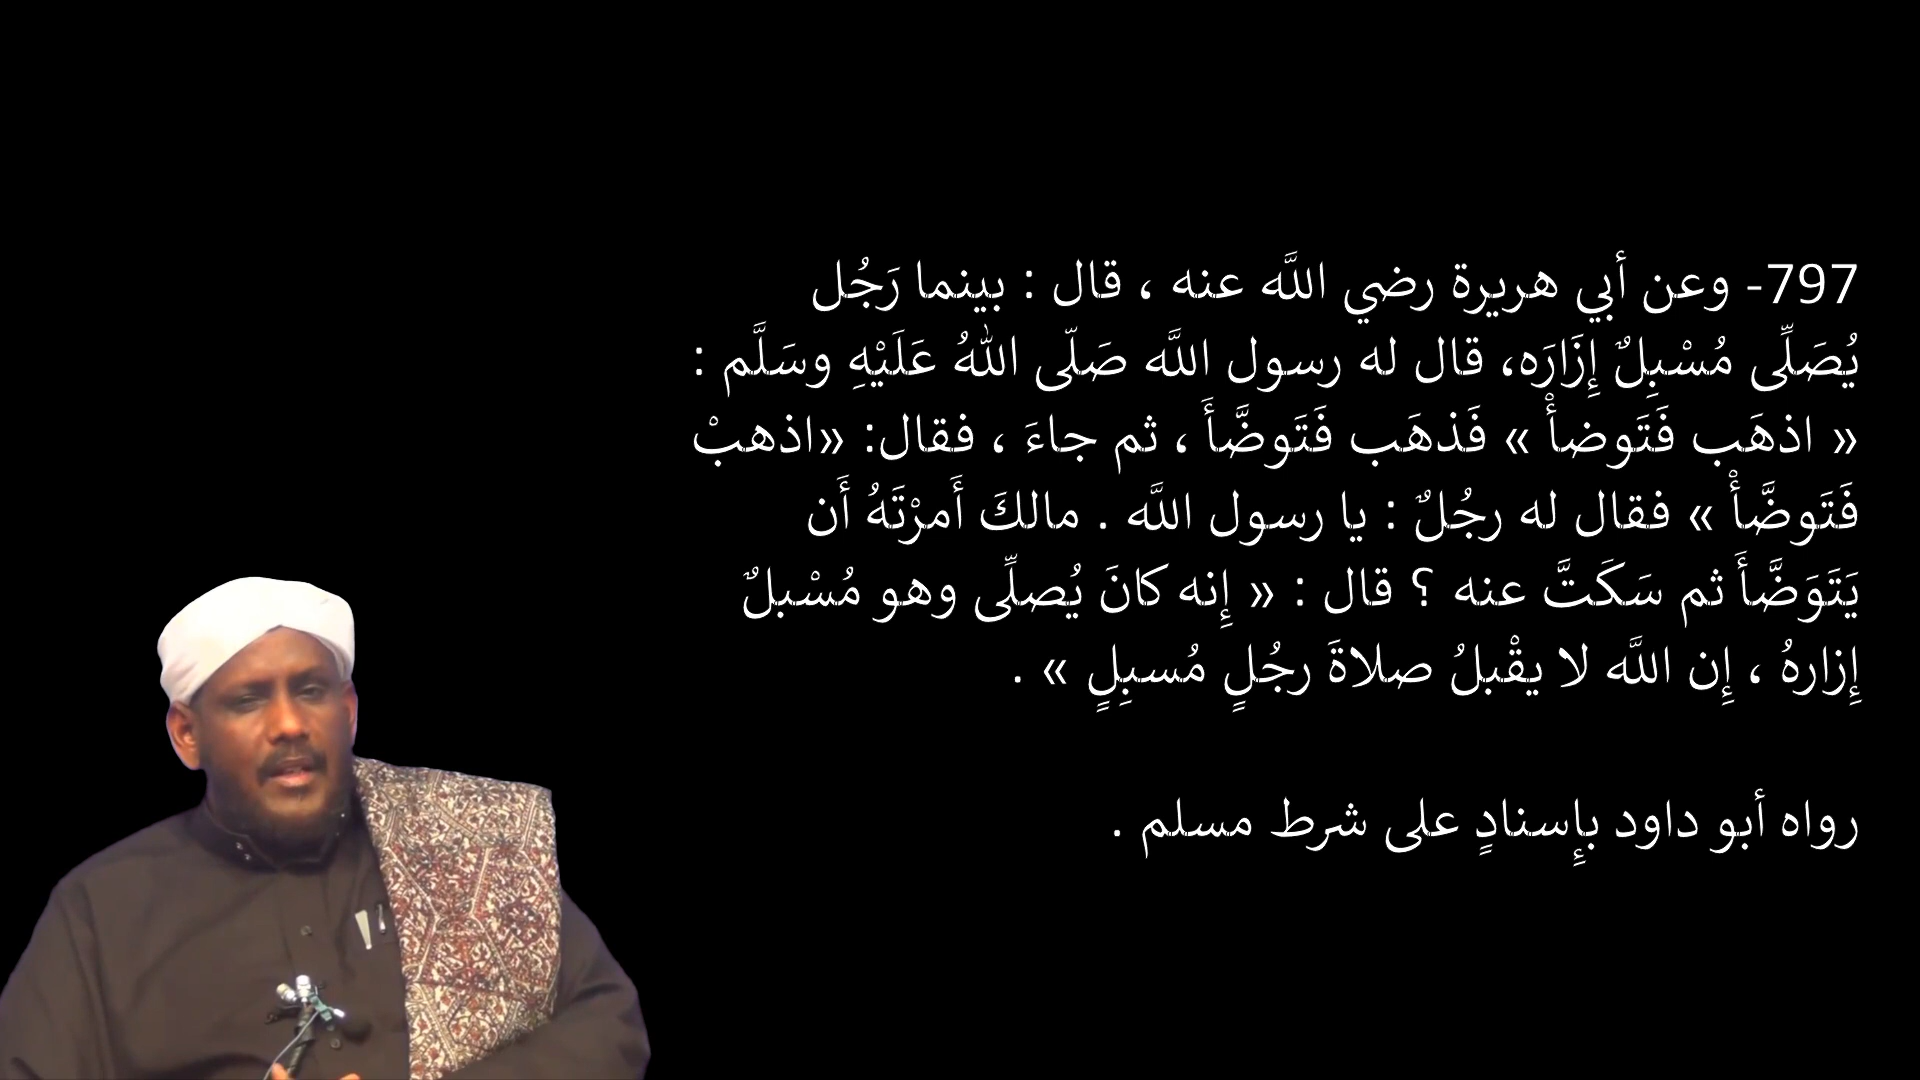 797- وعن أبي هريرة رضي اللَّه عنه ، قال : بينما رَجُل
يُصَلِّى مُسْبِلٌ إِزَارَه، قال له رسول اللَّه صَلّى اللهُ عَلَيْهِ وسَلَّم :
« اذهَب فَتَوضأْ » فَذهَب فَتَوضَّأَ ، ثم جاءَ ، فقال: «اذهبْ
فَتَوضَّأْ » فقال له رجُلٌ : يا رسول اللَّه . مالكَ أَمرْتَهُ أَن
يَتَوَضَّأَ ثم سَكَتَّ عنه ؟ قال : « إِنه كانَ يُصلِّى وهو مُسْبلٌ
إِزارهُ ، إِن اللَّه لا يقْبلُ صلاةَ رجُلٍ مُسبِلٍ » .
رواه أبو داود بإِسنادٍ على شرط مسلم .